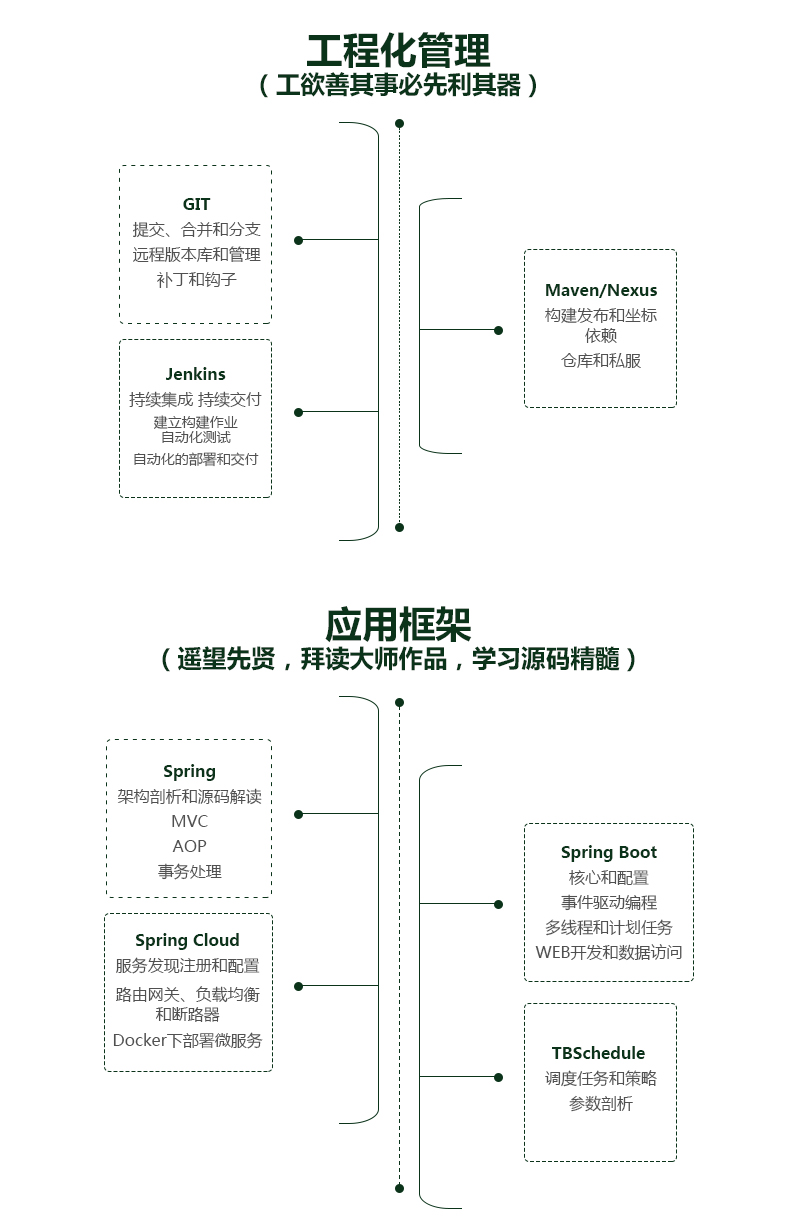 工程化管理
（工欲善其事必先利其器）
GIT
提交、合并和分支
远程版本库和管理
补丁和钩子
Maven/Nexus
构建发布和坐标
依赖
仓库和私服
Jenkins
持续集成 持续交付
建立构建作业
自动化测试
自动化的部署和交付
应用框架
（遥望先贤，拜读大师作品，学习源码精髓）
Spring
架构剖析和源码解读
MVC
AOP
事务处理
Spring Boot
核心和配置
事件驱动编程
多线程和计划任务
WEB开发和数据访问
Spring Cloud
服务发现注册和配置
路由网关、负载均衡
和断路器
Docker下部署微服务
TBSchedule
调度任务和策略
参数剖析